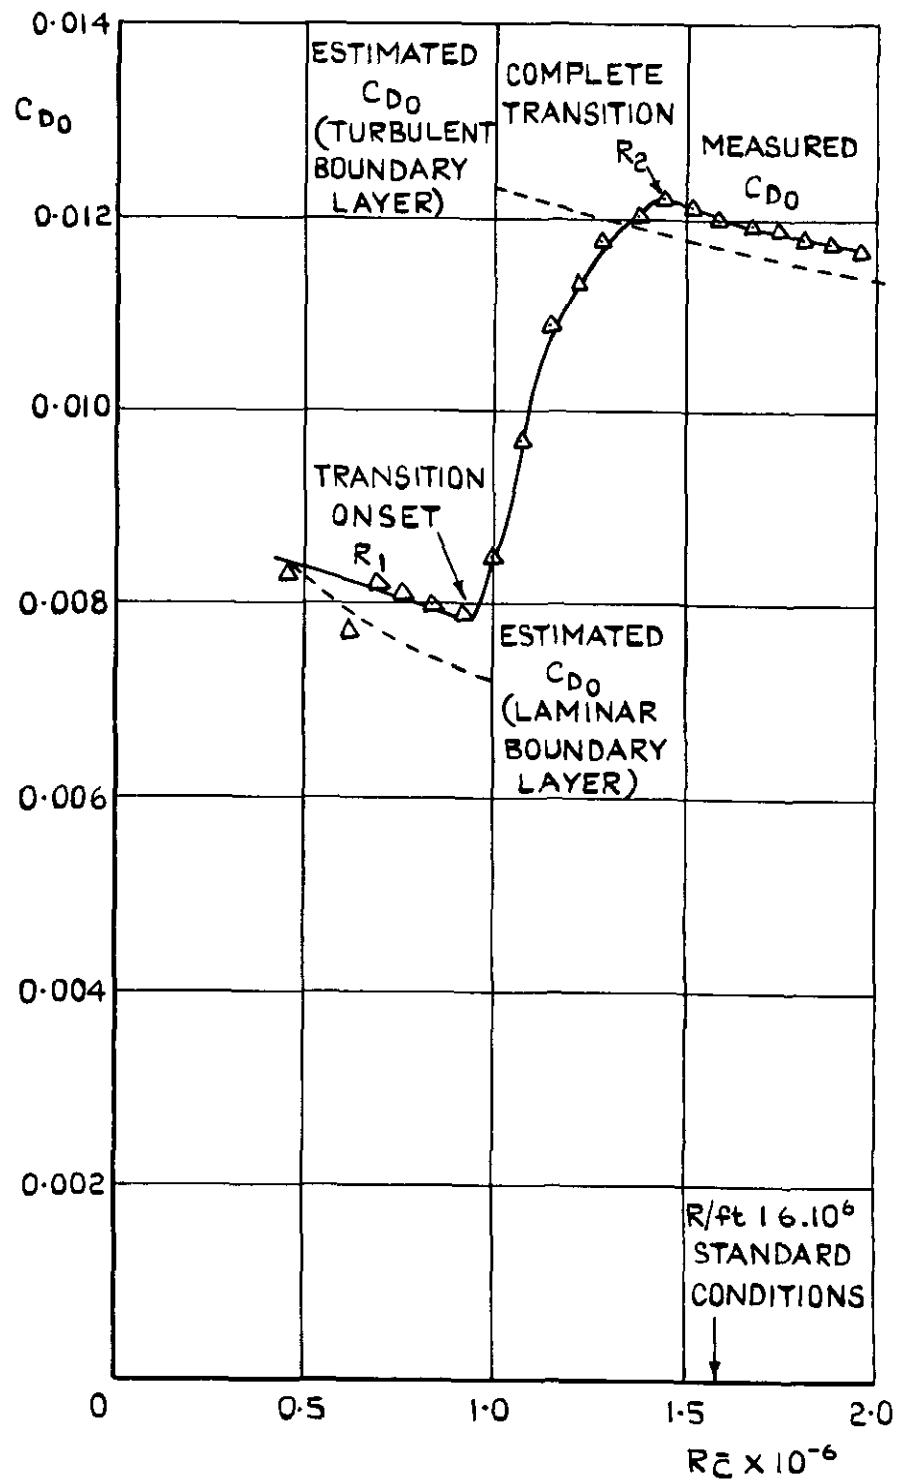 0·014
C_D₀
0·012
0·010
0·008
0·006
0·004
0·002
0
0·5
1·0
1·5
2·0
R c̄ x 10⁻⁶
ESTIMATED
C_D₀
(TURBULENT
BOUNDARY
LAYER)
COMPLETE
TRANSITION
R₂
MEASURED
C_D₀
TRANSITION
ONSET
R₁
ESTIMATED
C_D₀
(LAMINAR
BOUNDARY
LAYER)
R/ft 1 6.10⁶
STANDARD
CONDITIONS